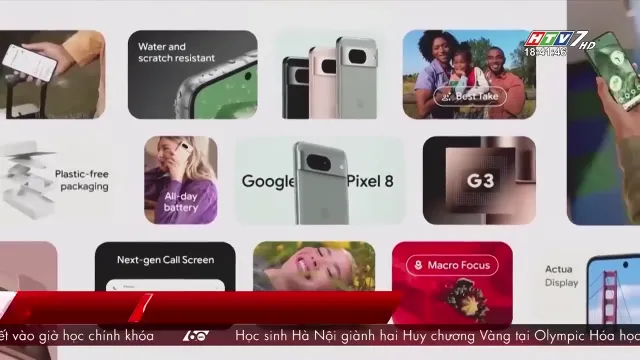 HTV7 HD
18:41:46
Water and
scratch resistant
Best Take
Plastic-free
packaging
All-day
battery
Google Pixel 8
G3
Next-gen Call Screen
Macro Focus
Actua
Display
7
ết vào giờ học chính khóa
60
Học sinh Hà Nội giành hai Huy chương Vàng tại Olympic Hóa học